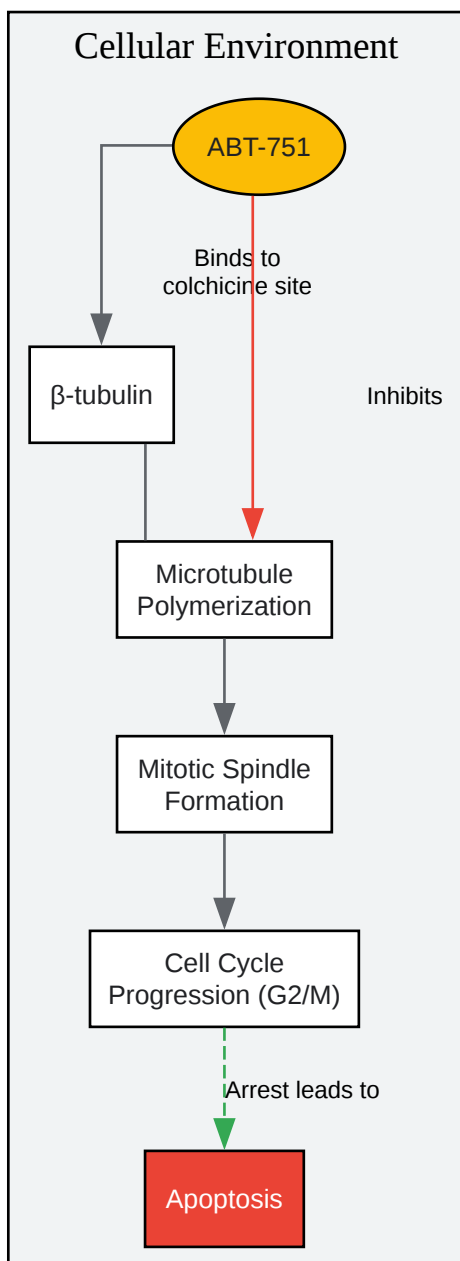 Cellular Environment
ABT-751
Binds to
colchicine site
β-tubulin
Inhibits
Microtubule
Polymerization
Mitotic Spindle
Formation
Cell Cycle
Progression (G2/M)
Arrest leads to
Apoptosis